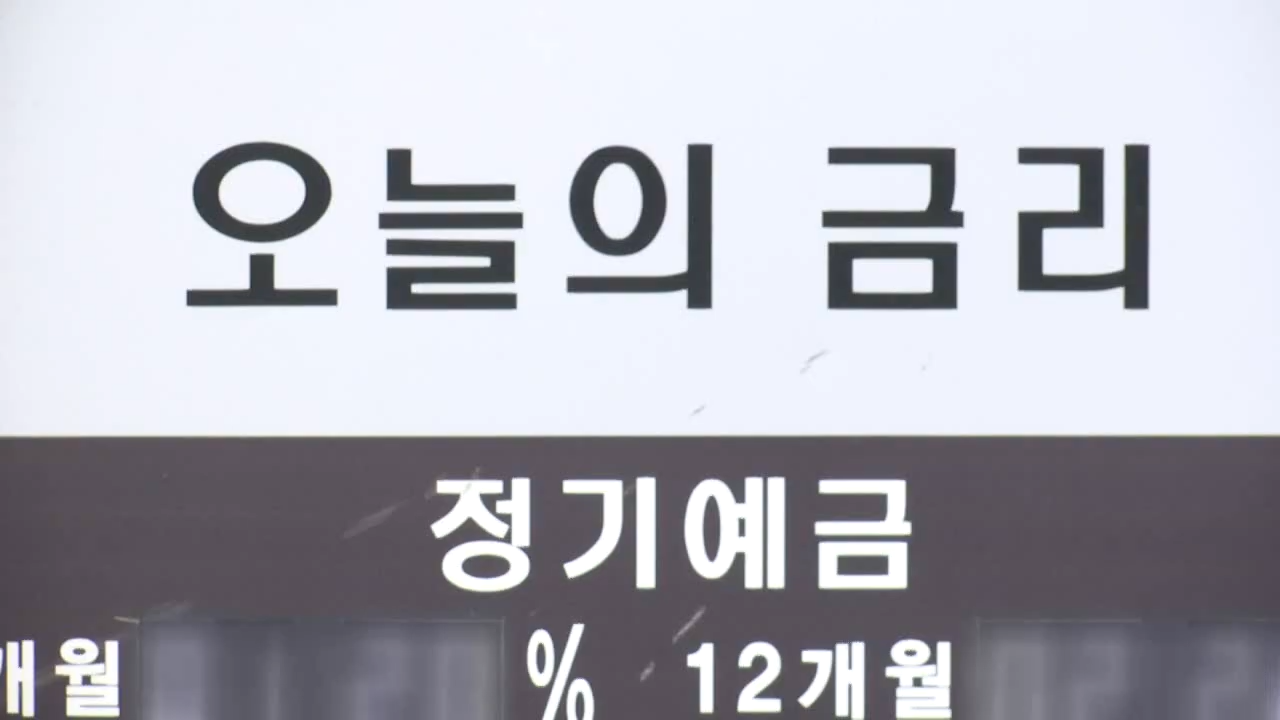 오늘의 금리
정기예금
개월 % 12개월